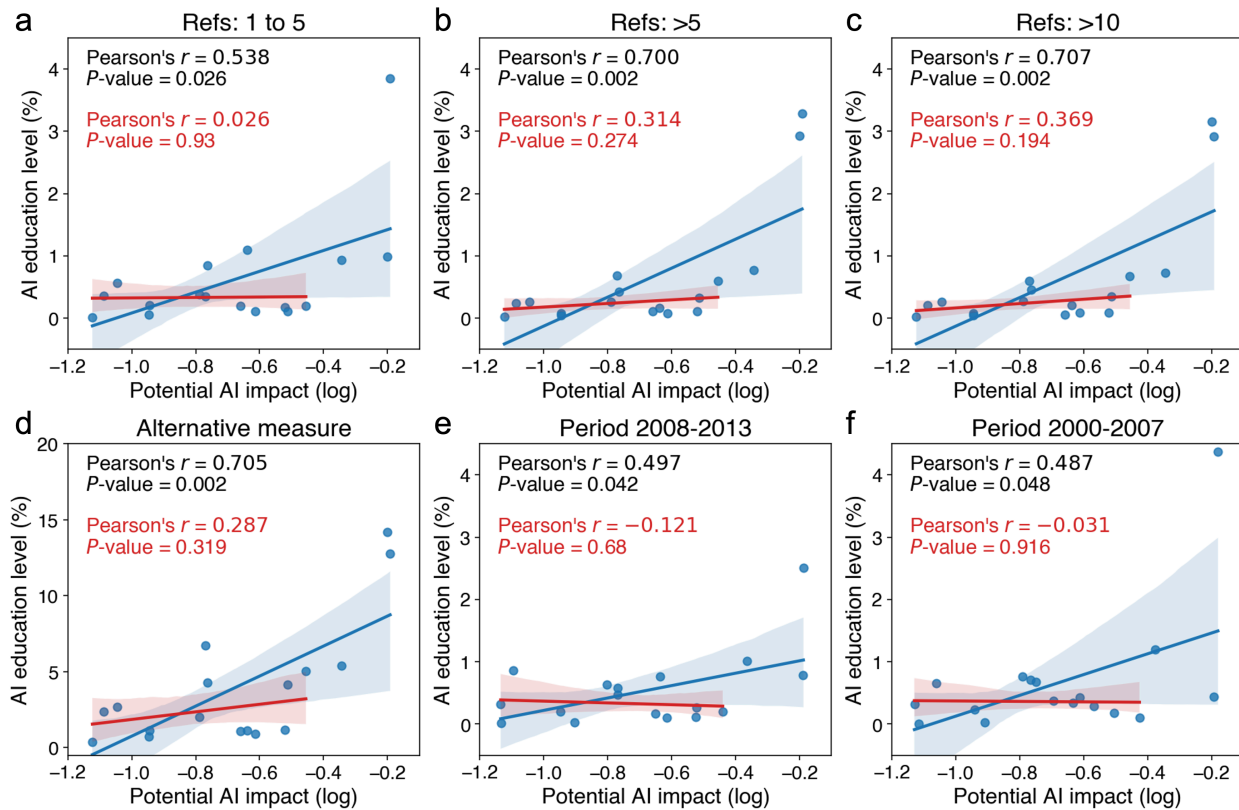 a
Refs: 1 to 5
Pearson's r = 0.538
P-value = 0.026
Pearson's r = 0.026
P-value = 0.93
AI education level (%)
4
3
2
1
0
−1.2 −1.0 −0.8 −0.6 −0.4 −0.2
Potential AI impact (log)
b
Refs: >5
Pearson's r = 0.700
P-value = 0.002
Pearson's r = 0.314
P-value = 0.274
AI education level (%)
4
3
2
1
0
−1.2 −1.0 −0.8 −0.6 −0.4 −0.2
Potential AI impact (log)
c
Refs: >10
Pearson's r = 0.707
P-value = 0.002
Pearson's r = 0.369
P-value = 0.194
AI education level (%)
4
3
2
1
0
−1.2 −1.0 −0.8 −0.6 −0.4 −0.2
Potential AI impact (log)
d
Alternative measure
Pearson's r = 0.705
P-value = 0.002
Pearson's r = 0.287
P-value = 0.319
AI education level (%)
20
15
10
5
0
−1.2 −1.0 −0.8 −0.6 −0.4 −0.2
Potential AI impact (log)
e
Period 2008-2013
Pearson's r = 0.497
P-value = 0.042
Pearson's r = −0.121
P-value = 0.68
AI education level (%)
4
3
2
1
0
−1.2 −1.0 −0.8 −0.6 −0.4 −0.2
Potential AI impact (log)
f
Period 2000-2007
Pearson's r = 0.487
P-value = 0.048
Pearson's r = −0.031
P-value = 0.916
AI education level (%)
4
3
2
1
0
−1.2 −1.0 −0.8 −0.6 −0.4 −0.2
Potential AI impact (log)